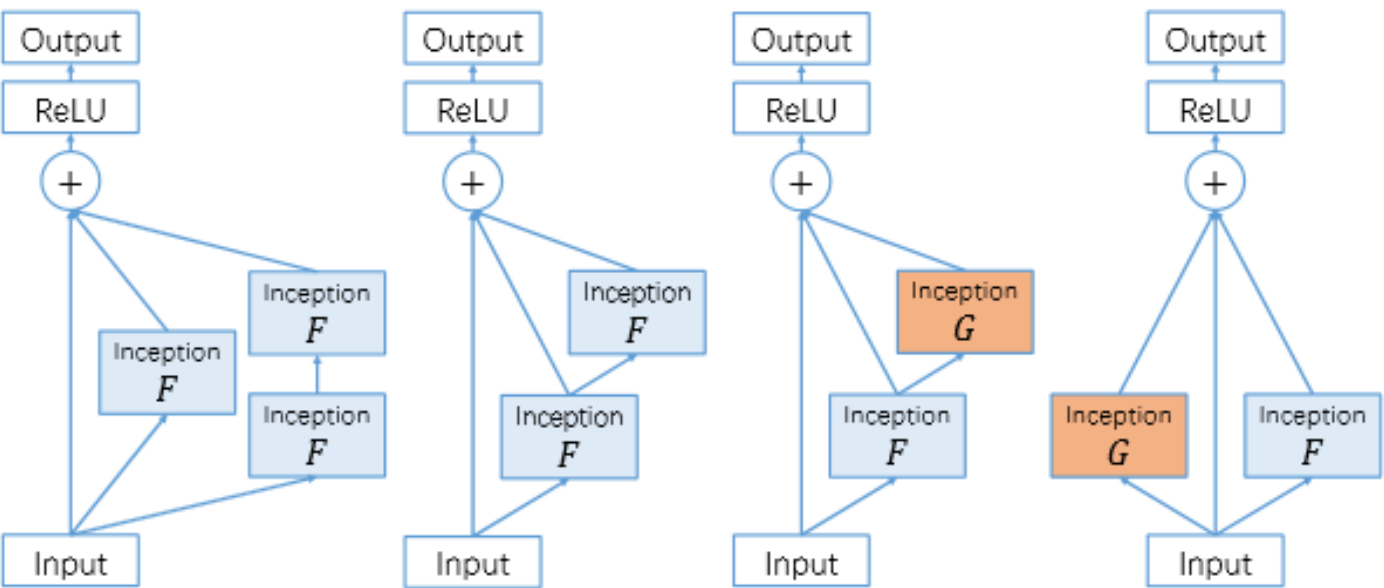 Output
ReLU
+
Inception
F
Inception
F
Inception
F
Input
Output
ReLU
+
Inception
F
Inception
F
Input
Output
ReLU
+
Inception
G
Inception
F
Input
Output
ReLU
+
Inception
G
Inception
F
Input